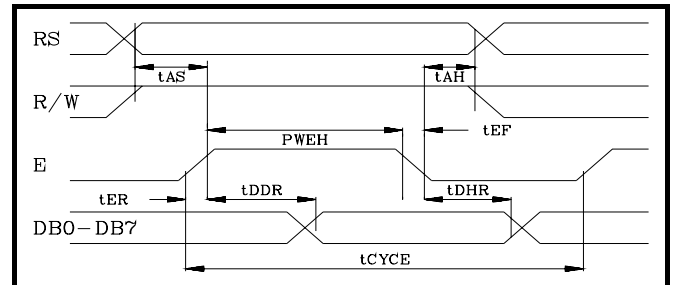 RS
tAS
tAH
R/W
tEF
PWEH
E
tER
tDDR
tDHR
DB0-DB7
tCYCE